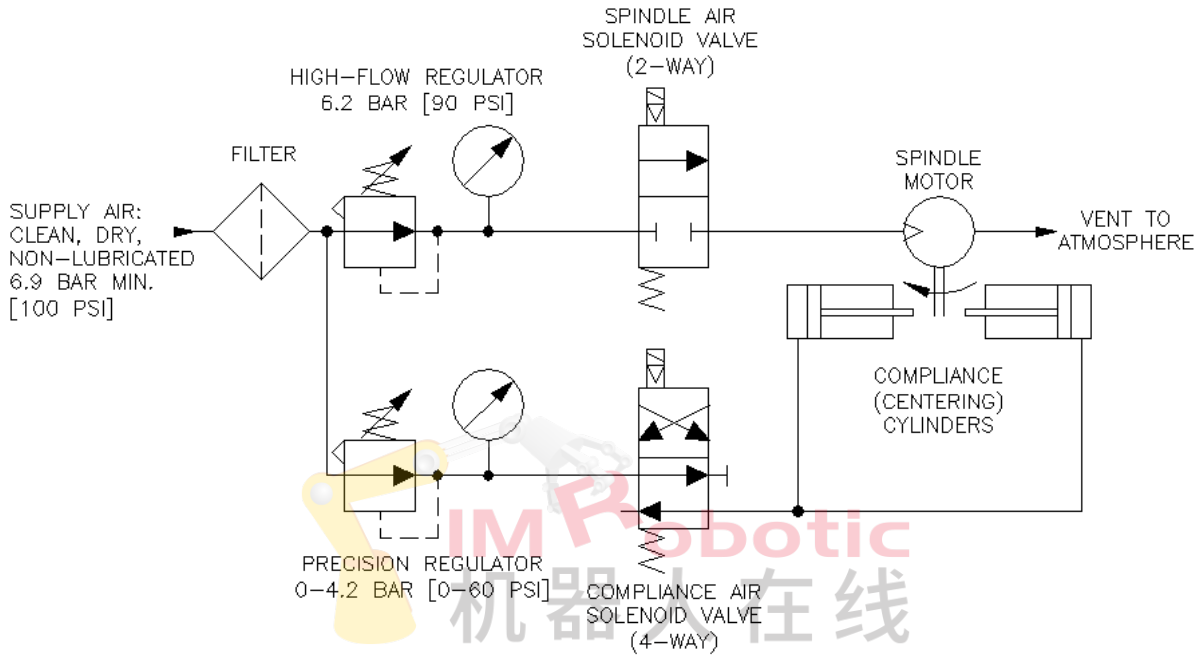 SPINDLE AIR
SOLENOID VALVE
(2-WAY)
HIGH-FLOW REGULATOR
6.2 BAR [90 PSI]
FILTER
SPINDLE
MOTOR
SUPPLY AIR:
CLEAN, DRY,
NON-LUBRICATED
6.9 BAR MIN.
[100 PSI]
VENT TO
ATMOSPHERE
COMPLIANCE
(CENTERING)
CYLINDERS
PRECISION REGULATOR
0-4.2 BAR [0-60 PSI]
COMPLIANCE AIR
SOLENOID VALVE
(4-WAY)
IMRobotic
机器人在线